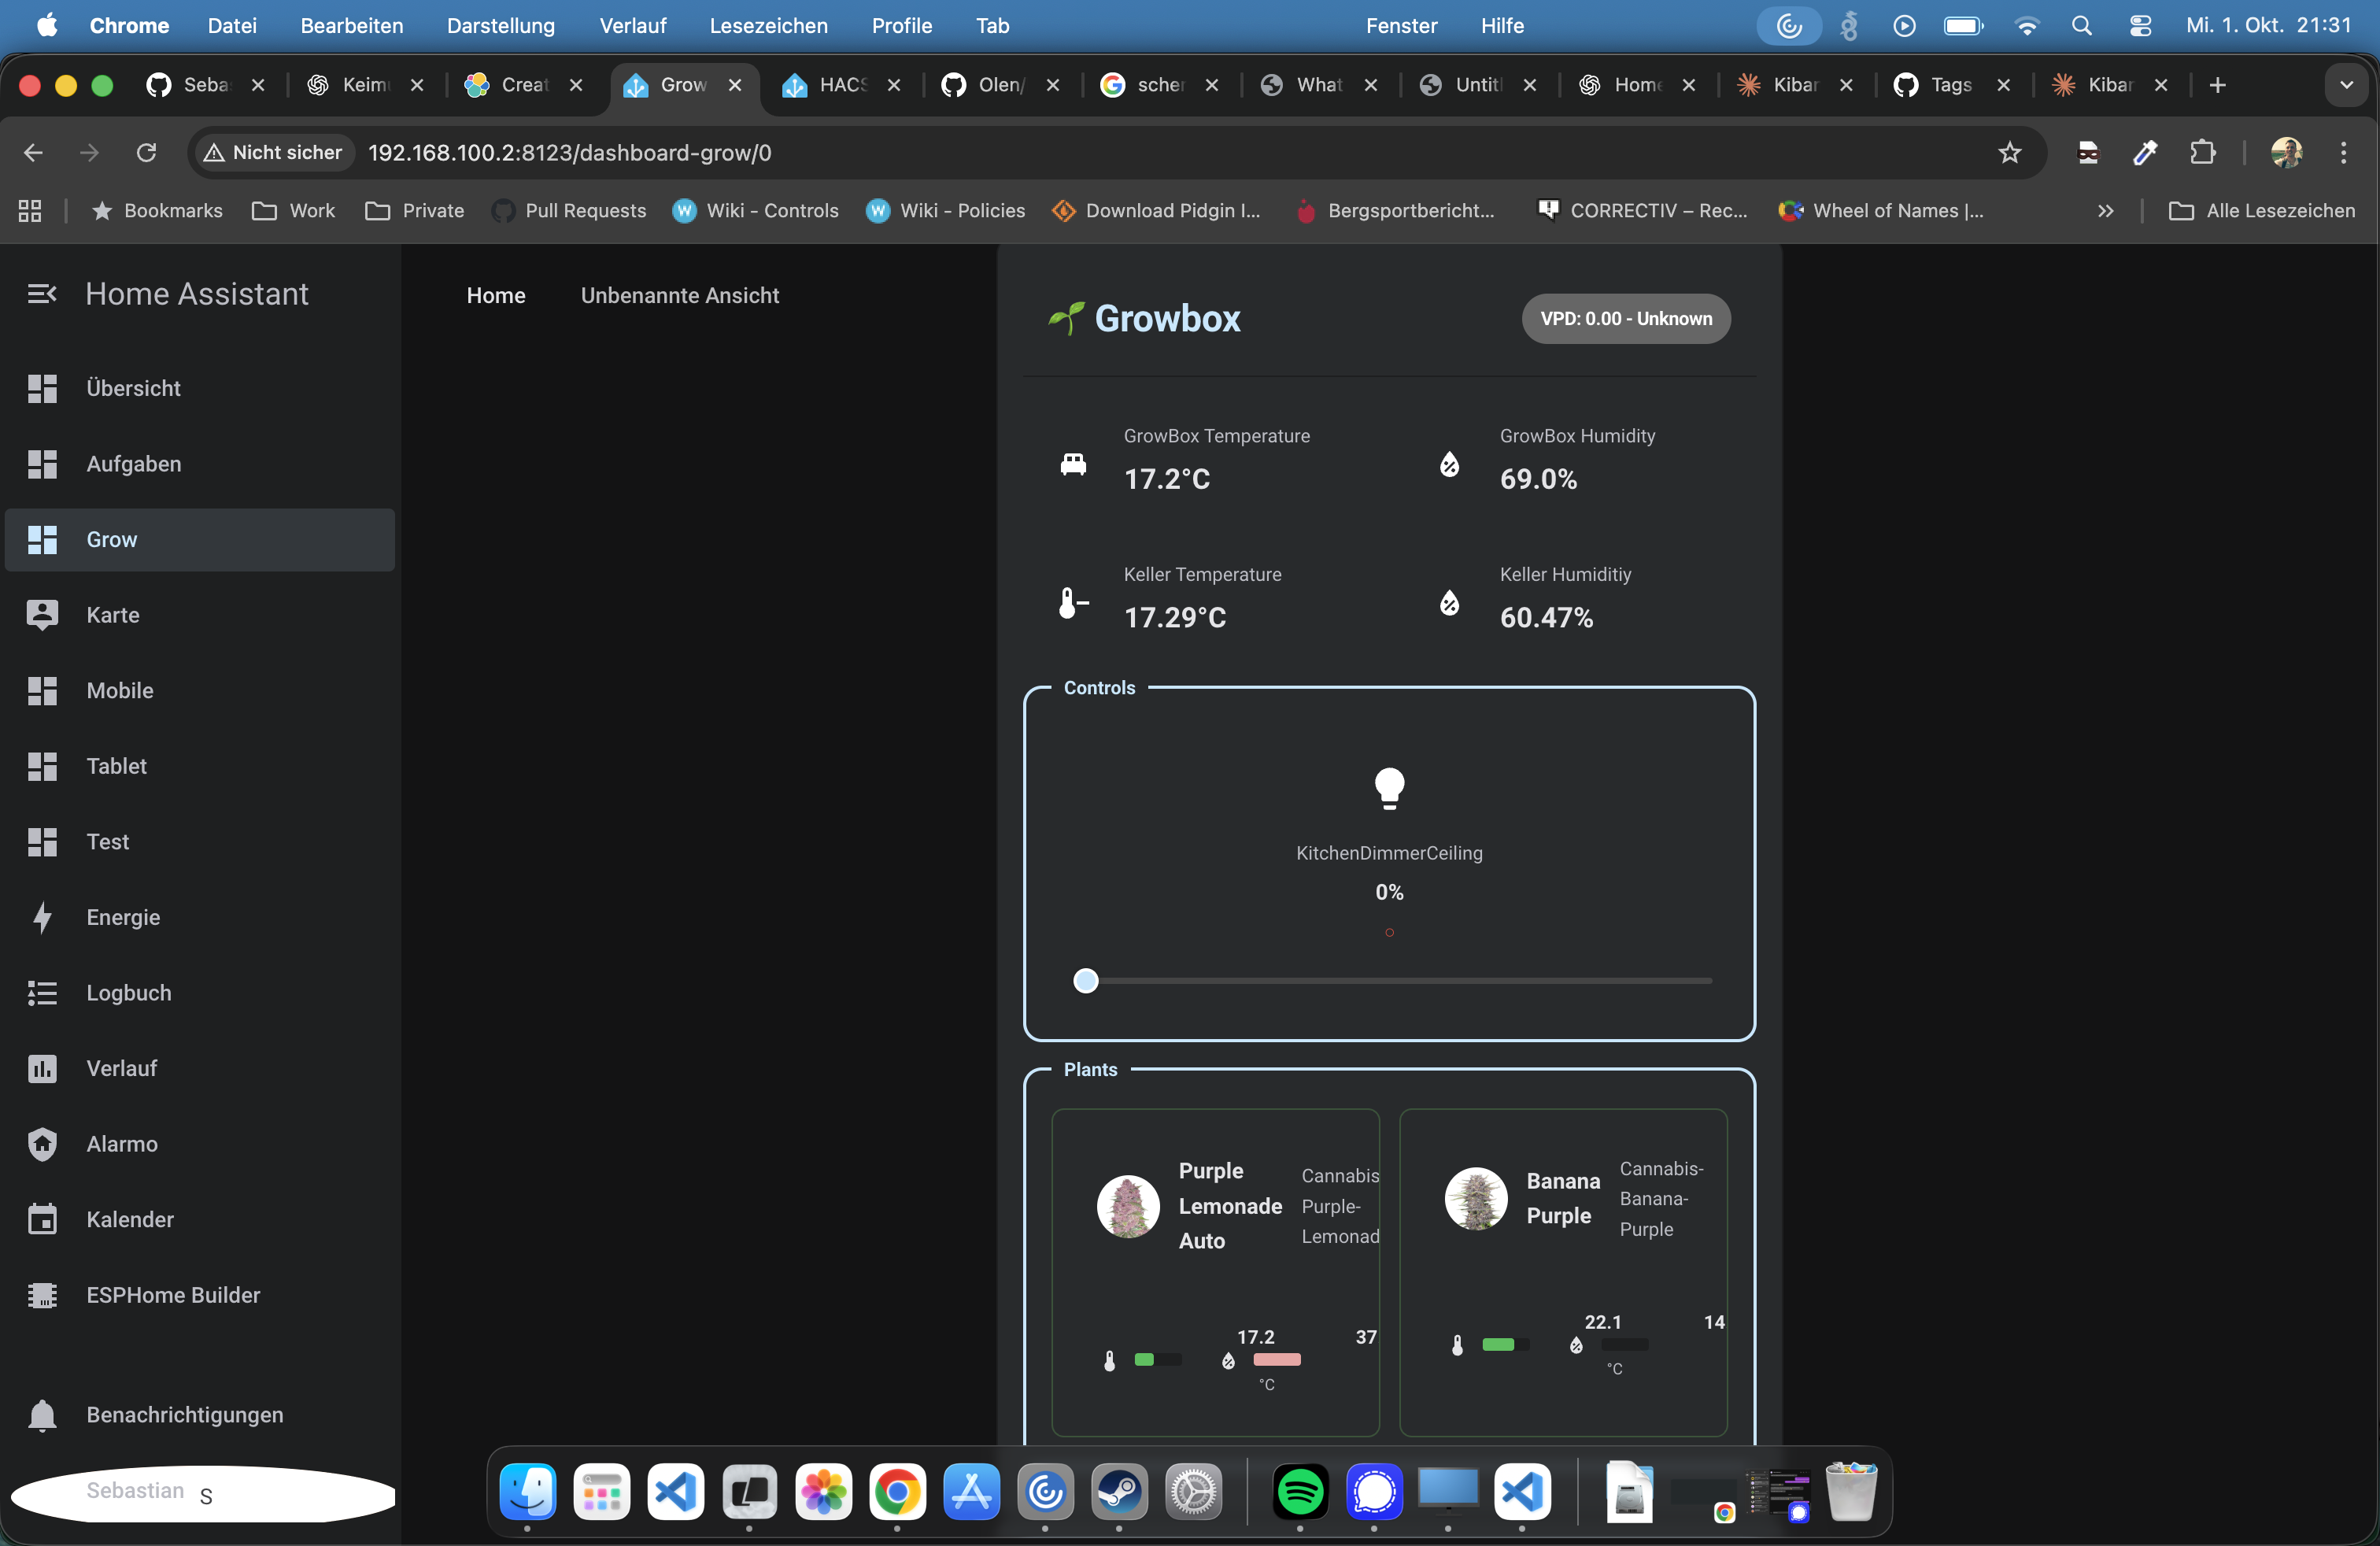 Chrome Datei Bearbeiten Darstellung Verlauf Lesezeichen Profile Tab Fenster Hilfe Mi. 1. Okt. 21:31
Seba Keim Creat Grow HACS Olen/ scher What Untitl Home Kibar Tags Kibar
Nicht sicher 192.168.100.2:8123/dashboard-grow/0
Bookmarks Work Private Pull Requests Wiki - Controls Wiki - Policies Download Pidgin I... Bergsportbericht... CORRECTIV – Rec... Wheel of Names |... Alle Lesezeichen
Home Assistant
Übersicht
Aufgaben
Grow
Karte
Mobile
Tablet
Test
Energie
Logbuch
Verlauf
Alarmo
Kalender
ESPHome Builder
Benachrichtigungen
Sebastian S
Home Unbenannte Ansicht
Growbox VPD: 0.00 - Unknown
GrowBox Temperature
17.2°C
GrowBox Humidity
69.0%
Keller Temperature
17.29°C
Keller Humiditiy
60.47%
Controls
KitchenDimmerCeiling
0%
Plants
Purple
Lemonade
Auto
Cannabis
Purple-
Lemonad
17.2 37
°C
Banana
Purple
Cannabis-
Banana-
Purple
22.1 14
°C